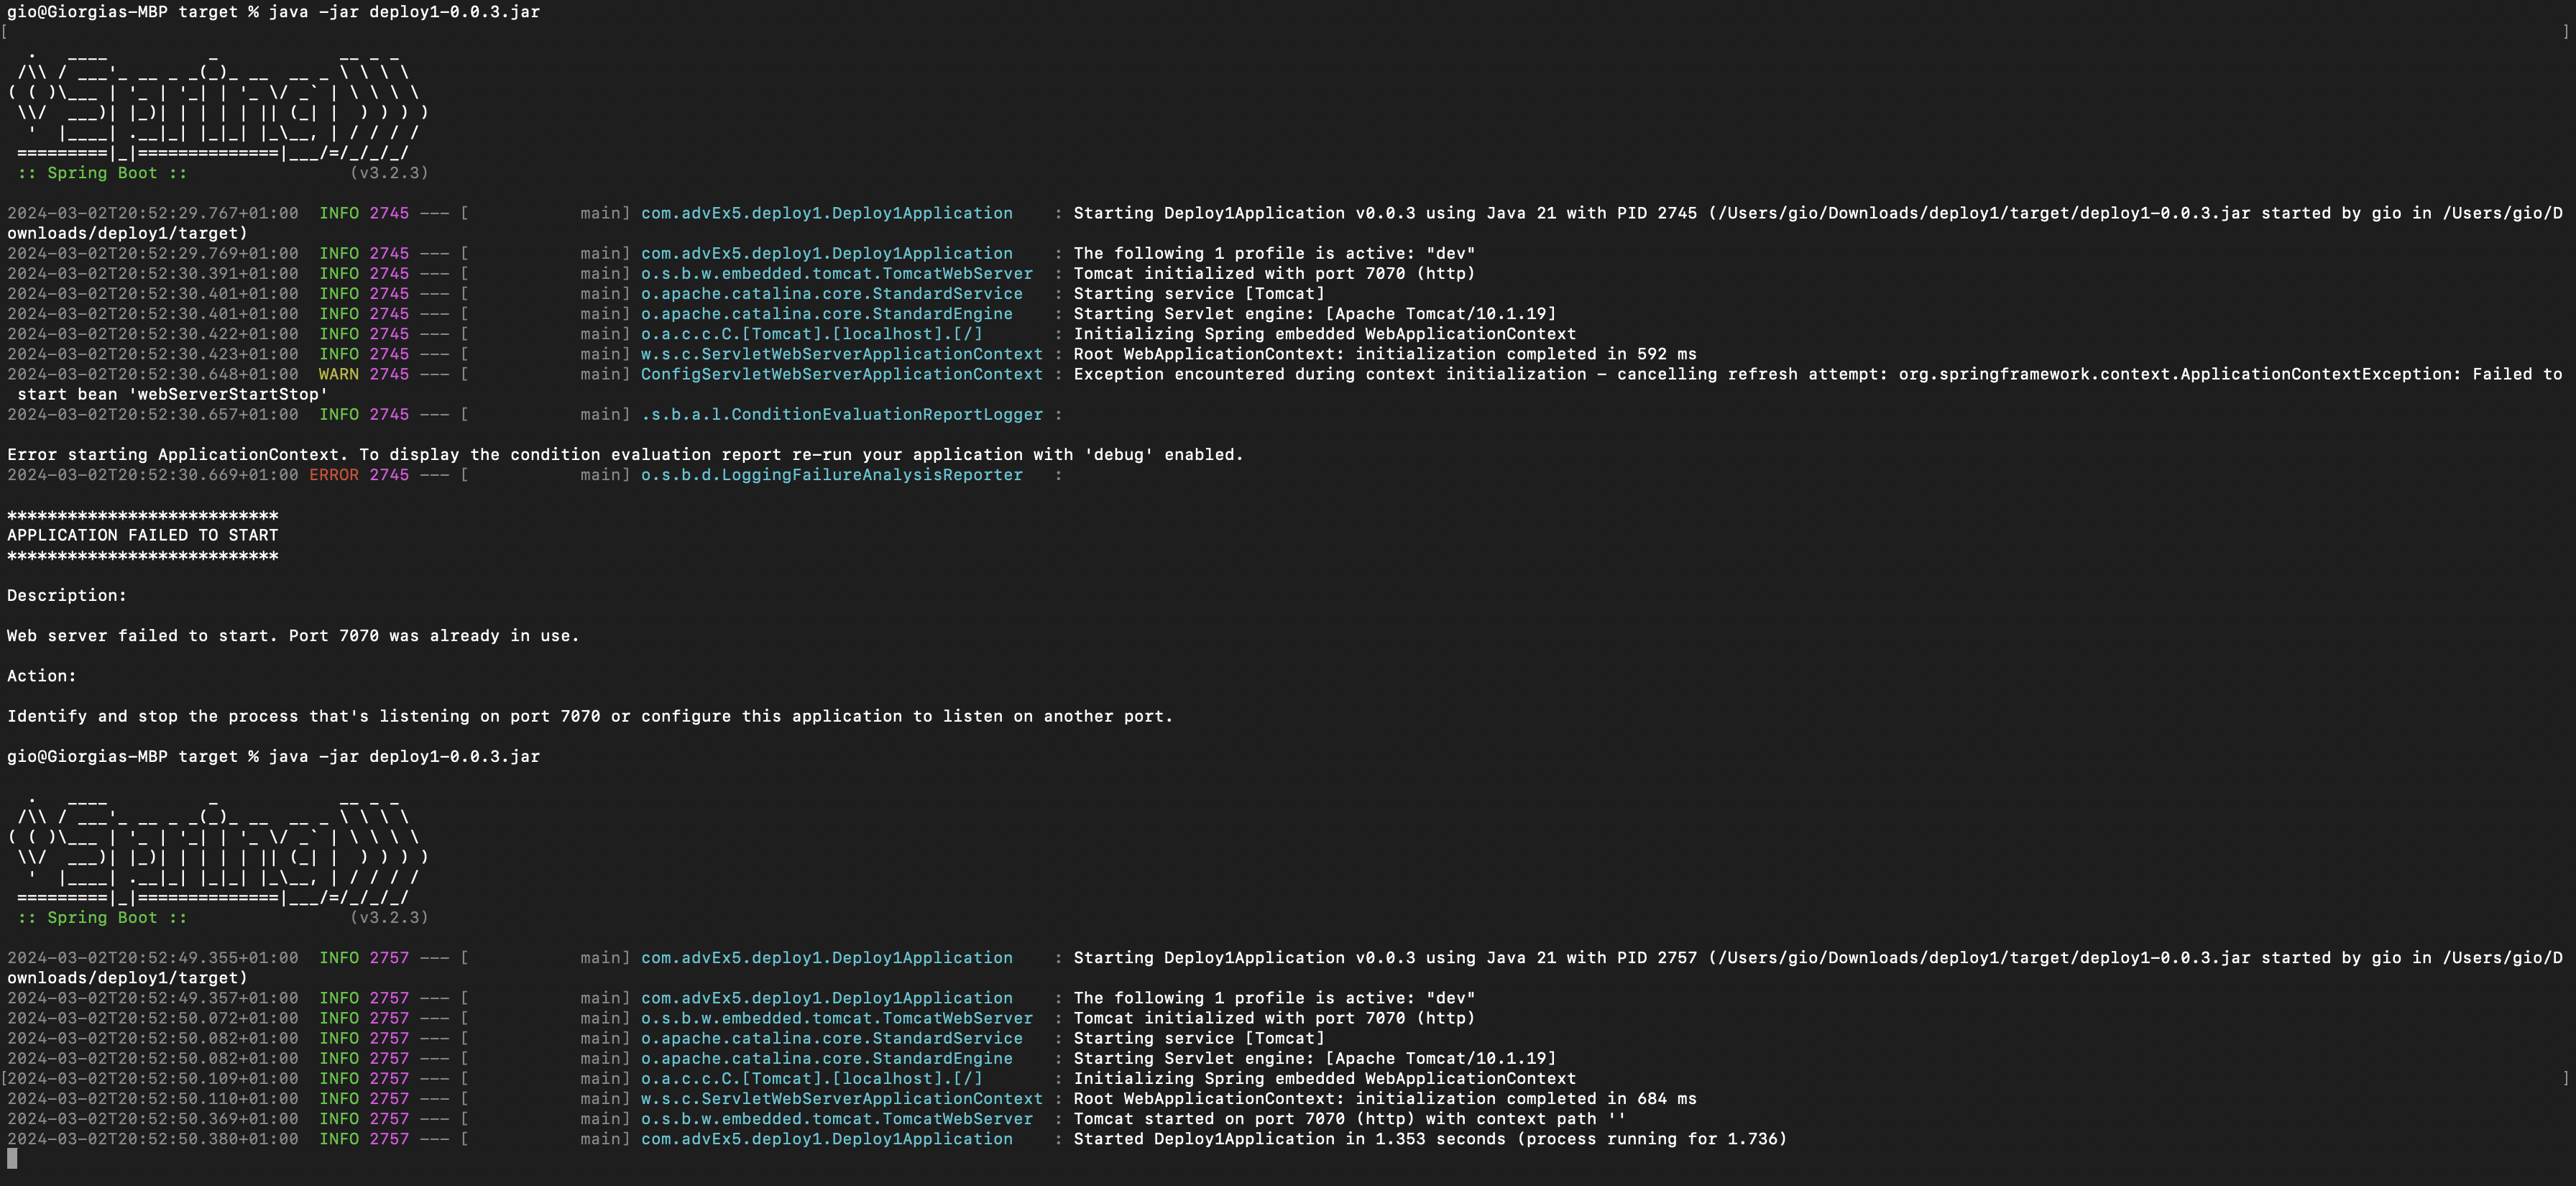 gio@Giorgias-MBP target % java -jar deploy1-0.0.3.jar
[ ]
  .   ____          _            __ _ _
 /\\ / ___'_ __ _ _(_)_ __  __ _ \ \ \ \
( ( )\___ | '_ | '_| | '_ \/ _` | \ \ \ \
 \\/  ___)| |_)| | | | | || (_| |  ) ) ) )
  '  |____| .__|_| |_|_| |_\__, | / / / /
 =========|_|==============|___/=/_/_/_/
 :: Spring Boot ::                (v3.2.3)
2024-03-02T20:52:29.767+01:00  INFO 2745 --- [           main] com.advEx5.deploy1.Deploy1Application    : Starting Deploy1Application v0.0.3 using Java 21 with PID 2745 (/Users/gio/Downloads/deploy1/target/deploy1-0.0.3.jar started by gio in /Users/gio/D
ownloads/deploy1/target)
2024-03-02T20:52:29.769+01:00  INFO 2745 --- [           main] com.advEx5.deploy1.Deploy1Application    : The following 1 profile is active: "dev"
2024-03-02T20:52:30.391+01:00  INFO 2745 --- [           main] o.s.b.w.embedded.tomcat.TomcatWebServer  : Tomcat initialized with port 7070 (http)
2024-03-02T20:52:30.401+01:00  INFO 2745 --- [           main] o.apache.catalina.core.StandardService   : Starting service [Tomcat]
2024-03-02T20:52:30.401+01:00  INFO 2745 --- [           main] o.apache.catalina.core.StandardEngine    : Starting Servlet engine: [Apache Tomcat/10.1.19]
2024-03-02T20:52:30.422+01:00  INFO 2745 --- [           main] o.a.c.c.C.[Tomcat].[localhost].[/]       : Initializing Spring embedded WebApplicationContext
2024-03-02T20:52:30.423+01:00  INFO 2745 --- [           main] w.s.c.ServletWebServerApplicationContext : Root WebApplicationContext: initialization completed in 592 ms
2024-03-02T20:52:30.648+01:00  WARN 2745 --- [           main] ConfigServletWebServerApplicationContext : Exception encountered during context initialization - cancelling refresh attempt: org.springframework.context.ApplicationContextException: Failed to
 start bean 'webServerStartStop'
2024-03-02T20:52:30.657+01:00  INFO 2745 --- [           main] .s.b.a.l.ConditionEvaluationReportLogger :
Error starting ApplicationContext. To display the condition evaluation report re-run your application with 'debug' enabled.
2024-03-02T20:52:30.669+01:00 ERROR 2745 --- [           main] o.s.b.d.LoggingFailureAnalysisReporter   :
***************************
APPLICATION FAILED TO START
***************************
Description:
Web server failed to start. Port 7070 was already in use.
Action:
Identify and stop the process that's listening on port 7070 or configure this application to listen on another port.
gio@Giorgias-MBP target % java -jar deploy1-0.0.3.jar
  .   ____          _            __ _ _
 /\\ / ___'_ __ _ _(_)_ __  __ _ \ \ \ \
( ( )\___ | '_ | '_| | '_ \/ _` | \ \ \ \
 \\/  ___)| |_)| | | | | || (_| |  ) ) ) )
  '  |____| .__|_| |_|_| |_\__, | / / / /
 =========|_|==============|___/=/_/_/_/
 :: Spring Boot ::                (v3.2.3)
2024-03-02T20:52:49.355+01:00  INFO 2757 --- [           main] com.advEx5.deploy1.Deploy1Application    : Starting Deploy1Application v0.0.3 using Java 21 with PID 2757 (/Users/gio/Downloads/deploy1/target/deploy1-0.0.3.jar started by gio in /Users/gio/D
ownloads/deploy1/target)
2024-03-02T20:52:49.357+01:00  INFO 2757 --- [           main] com.advEx5.deploy1.Deploy1Application    : The following 1 profile is active: "dev"
2024-03-02T20:52:50.072+01:00  INFO 2757 --- [           main] o.s.b.w.embedded.tomcat.TomcatWebServer  : Tomcat initialized with port 7070 (http)
2024-03-02T20:52:50.082+01:00  INFO 2757 --- [           main] o.apache.catalina.core.StandardService   : Starting service [Tomcat]
2024-03-02T20:52:50.082+01:00  INFO 2757 --- [           main] o.apache.catalina.core.StandardEngine    : Starting Servlet engine: [Apache Tomcat/10.1.19]
[2024-03-02T20:52:50.109+01:00  INFO 2757 --- [           main] o.a.c.c.C.[Tomcat].[localhost].[/]       : Initializing Spring embedded WebApplicationContext ]
2024-03-02T20:52:50.110+01:00  INFO 2757 --- [           main] w.s.c.ServletWebServerApplicationContext : Root WebApplicationContext: initialization completed in 684 ms
2024-03-02T20:52:50.369+01:00  INFO 2757 --- [           main] o.s.b.w.embedded.tomcat.TomcatWebServer  : Tomcat started on port 7070 (http) with context path ''
2024-03-02T20:52:50.380+01:00  INFO 2757 --- [           main] com.advEx5.deploy1.Deploy1Application    : Started Deploy1Application in 1.353 seconds (process running for 1.736)